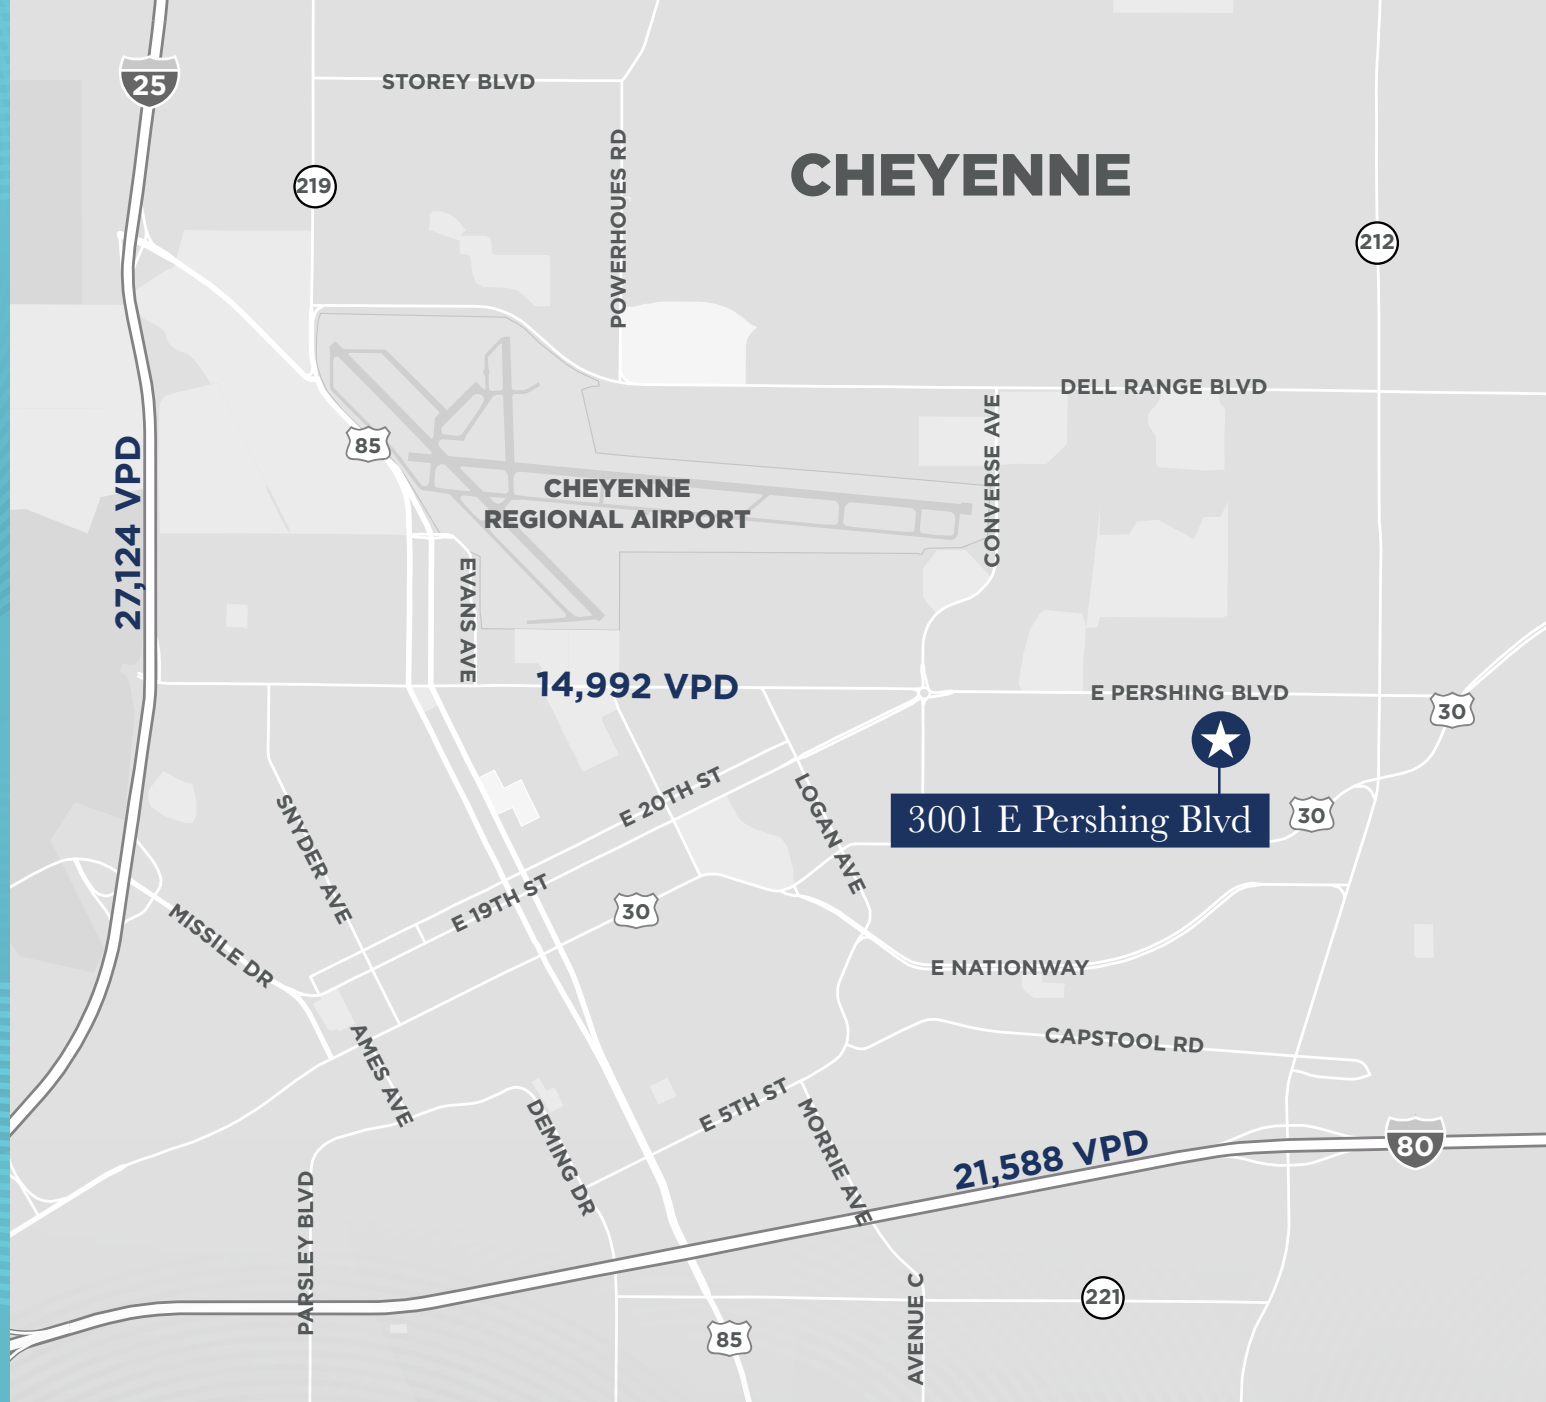 25
STOREY BLVD
POWERHOUES RD
CHEYENNE
219
212
DELL RANGE BLVD
CONVERSE AVE
85
27,124 VPD
CHEYENNE
REGIONAL AIRPORT
EVANS AVE
14,992 VPD
E PERSHING BLVD
30
3001 E Pershing Blvd
30
E 20TH ST
LOGAN AVE
SNYDER AVE
E 19TH ST
30
MISSILE DR
E NATIONWAY
CAPSTOOL RD
AMES AVE
DEMING DR
E 5TH ST
MORRIE AVE
21,588 VPD
80
PARSLEY BLVD
AVENUE C
221
85